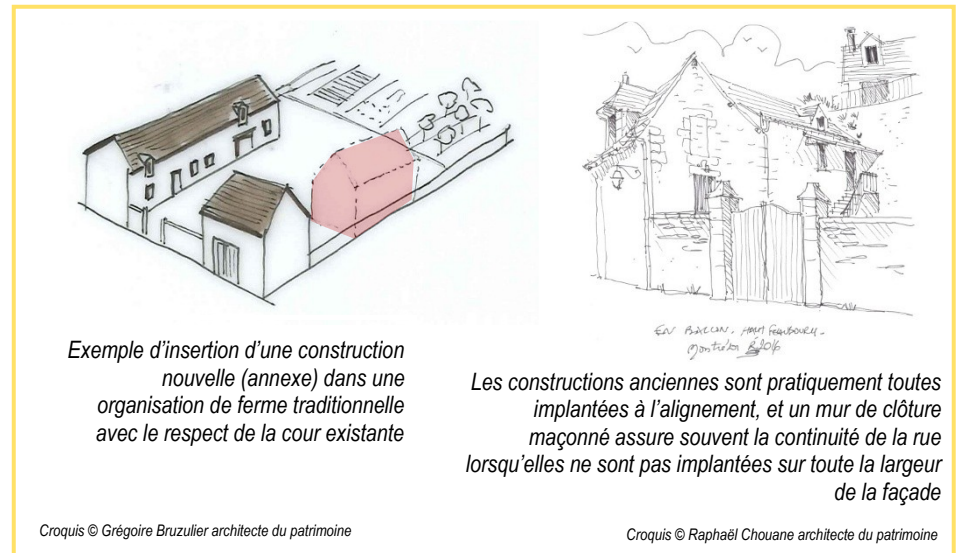 Exemple d’insertion d’une construction
nouvelle (annexe) dans une
organisation de ferme traditionnelle
avec le respect de la cour existante
Croquis © Grégoire Bruzulier architecte du patrimoine
2016
Les constructions anciennes sont pratiquement toutes
implantées à l’alignement, et un mur de clôture
maçonné assure souvent la continuité de la rue
lorsqu’elles ne sont pas implantées sur toute la largeur
de la façade
Croquis © Raphaël Chouane architecte du patrimoine